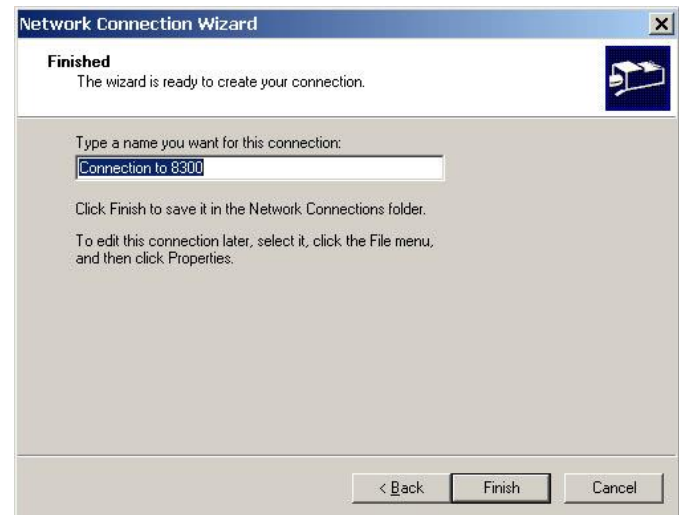 Network Connection Wizard
Finished
The wizard is ready to create your connection.
Type a name you want for this connection:
Connection to 8300
Click Finish to save it in the Network Connections folder.
To edit this connection later, select it, click the File menu,
and then click Properties.
< Back
Finish
Cancel